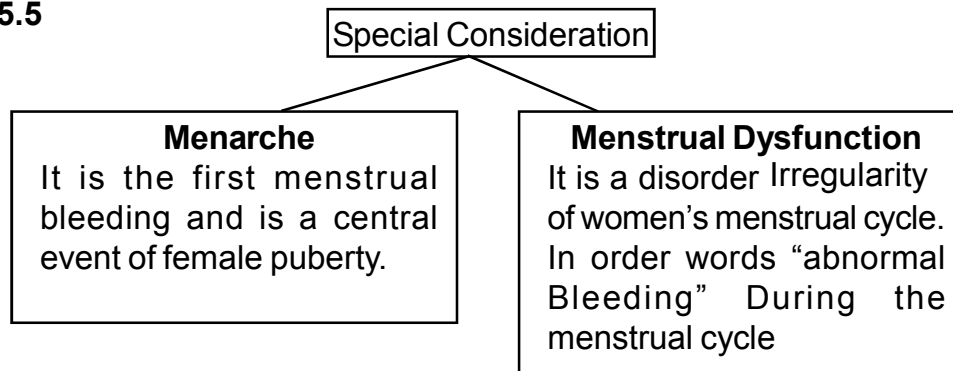 5.5
Special Consideration
Menarche
It is the first menstrual
bleeding and is a central
event of female puberty.
Menstrual Dysfunction
It is a disorder Irregularity
of women's menstrual cycle.
In order words “abnormal
Bleeding” During the
menstrual cycle